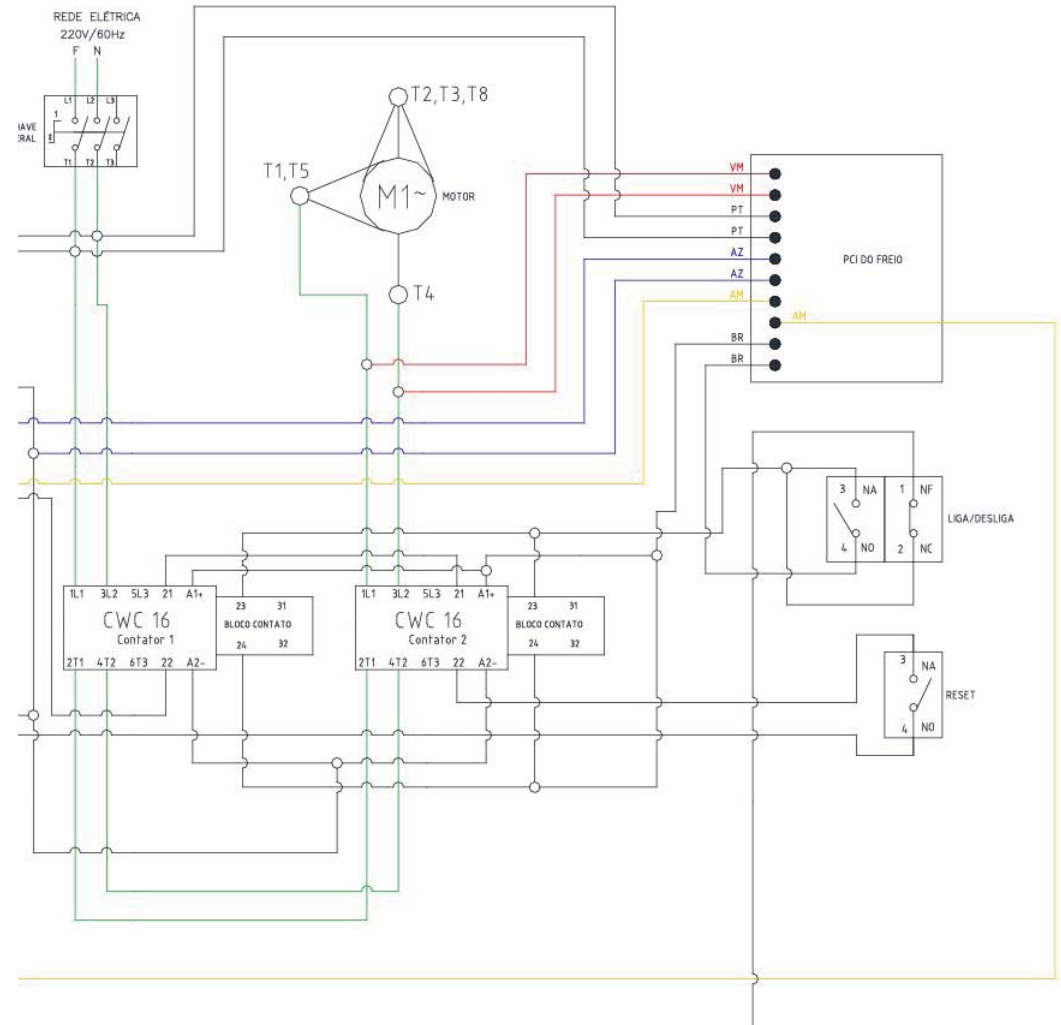 REDE ELÉTRICA
220V/60Hz
F N
L1 L2 L3
1
AVE
ERAL
T1 T2 T3
T2,T3,T8
T1,T5
M1~
MOTOR
T4
VM
VM
PT
PT
AZ
AZ
AM
AM
BR
BR
PCI DO FREIO
3 NA
4 NO
1 NF
2 NC
LIGA/DESLIGA
1L1 3L2 5L3 21 A1+
CWC 16
Contator 1
2T1 4T2 6T3 22 A2-
23 31
BLOCO CONTATO
24 32
1L1 3L2 5L3 21 A1+
CWC 16
Contator 2
2T1 4T2 6T3 22 A2-
23 31
BLOCO CONTATO
24 32
3 NA
4 NO
RESET